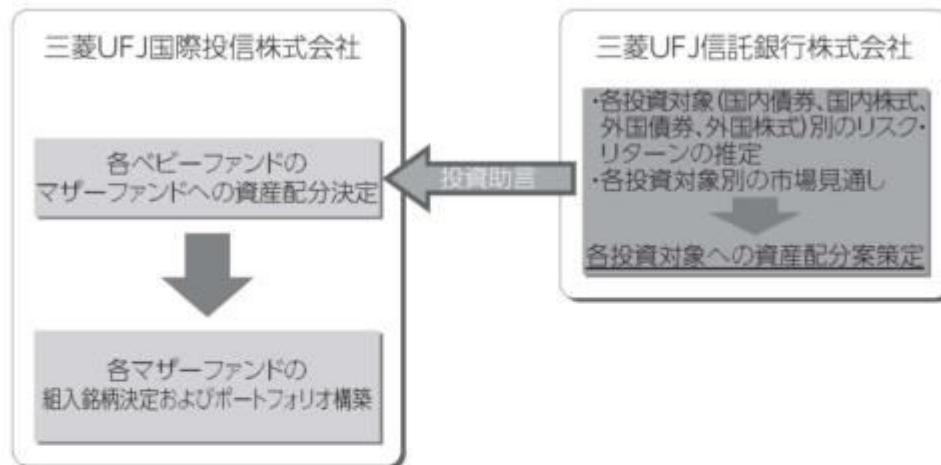 三菱UFJ国際投信株式会社
各ベビーファンドの
マザーファンドへの資産配分決定
各マザーファンドの
組入銘柄決定およびポートフォリオ構築
投資助言
三菱UFJ信託銀行株式会社
・各投資対象(国内債券、国内株式、
外国債券、外国株式)別のリスク・
リターンの推定
・各投資対象別の市場見通し
各投資対象への資産配分案策定